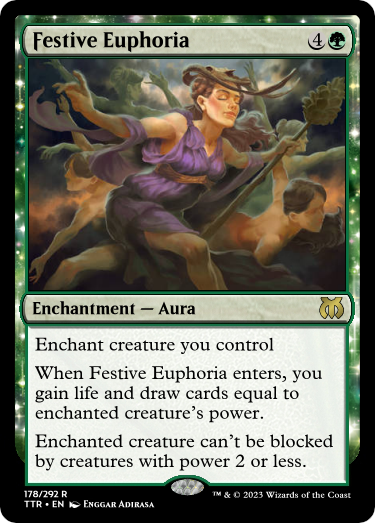 Festive Euphoria 4
Enchantment — Aura
Enchant creature you control
When Festive Euphoria enters, you
gain life and draw cards equal to
enchanted creature's power.
Enchanted creature can't be blocked
by creatures with power 2 or less.
178/292 R
TTR • EN Enggar Adirasa
™ & © 2023 Wizards of the Coast